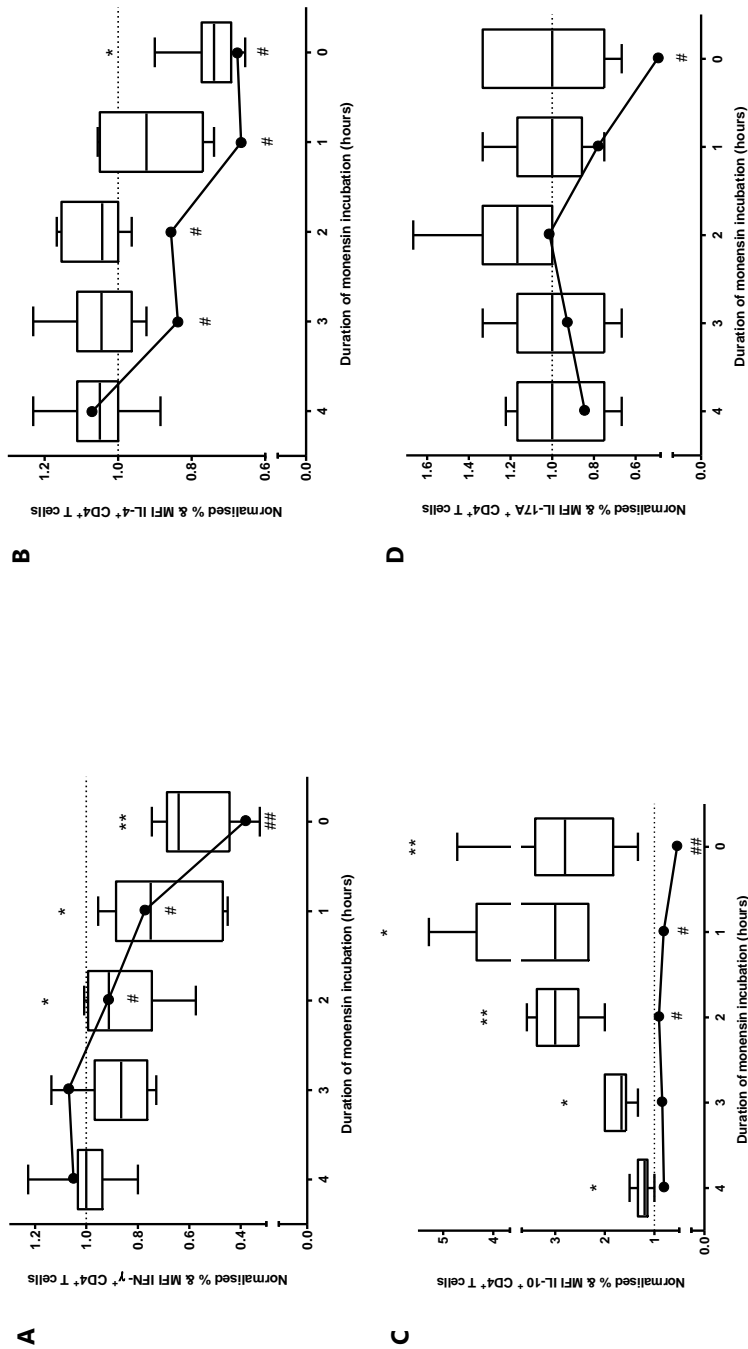 A
Normalised % & MFI IFN-γ⁺ CD4⁺ T cells
1.2
1.0
0.8
0.6
0.4
0.0
*
*
**
#
#
##
4 3 2 1 0
Duration of monensin incubation (hours)
B
Normalised % & MFI IL-4⁺ CD4⁺ T cells
1.2
1.0
0.8
0.6
0.0
*
#
#
#
#
4 3 2 1 0
Duration of monensin incubation (hours)
C
Normalised % & MFI IL-10⁺ CD4⁺ T cells
5
4
3
2
1
0.0
*
*
**
*
**
#
#
##
4 3 2 1 0
Duration of monensin incubation (hours)
D
Normalised % & MFI IL-17A⁺ CD4⁺ T cells
1.6
1.4
1.2
1.0
0.8
0.6
0.0
#
4 3 2 1 0
Duration of monensin incubation (hours)